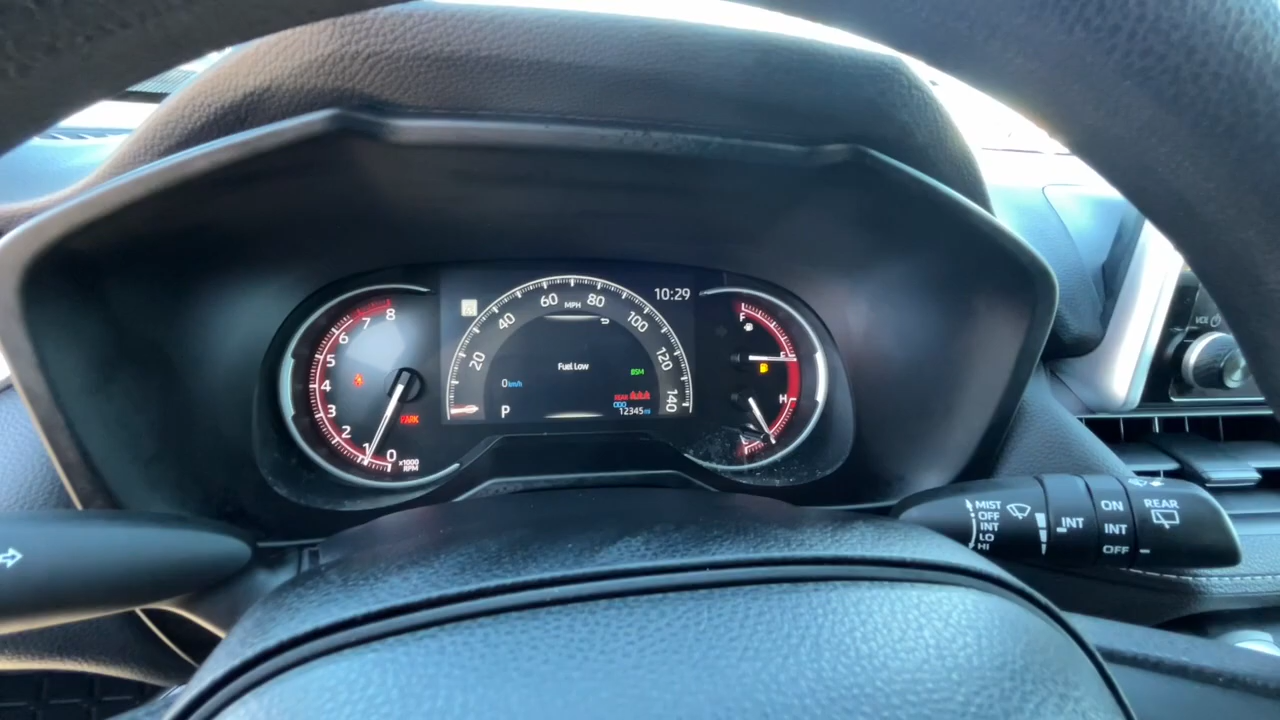 8
7
6
5
4
3
2
1
0
x1000
RPM
PARK
20
40
60
MPH
80
100
120
140
10:29
Fuel Low
0 km/h
BSM
REAR
P
ODO
12345 mi
F
E
H
MIST
OFF
INT
LO
HI
INT
ON
INT
OFF
REAR